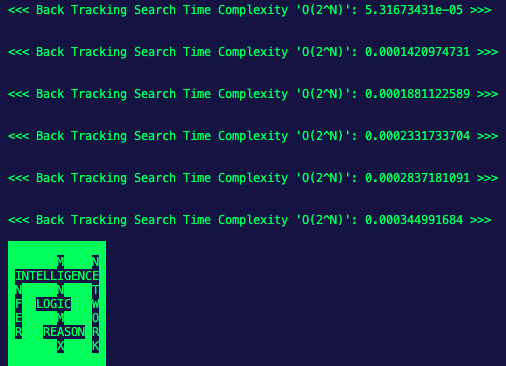 <<< Back Tracking Search Time Complexity 'O(2^N)': 5.31673431e-05 >>>
<<< Back Tracking Search Time Complexity 'O(2^N)': 0.0001420974731 >>>
<<< Back Tracking Search Time Complexity 'O(2^N)': 0.0001881122589 >>>
<<< Back Tracking Search Time Complexity 'O(2^N)': 0.0002331733704 >>>
<<< Back Tracking Search Time Complexity 'O(2^N)': 0.0002837181091 >>>
<<< Back Tracking Search Time Complexity 'O(2^N)': 0.000344991684 >>>
M N
INTELLIGENCE
N N T
F LOGIC W
E M O
R REASON R
X K